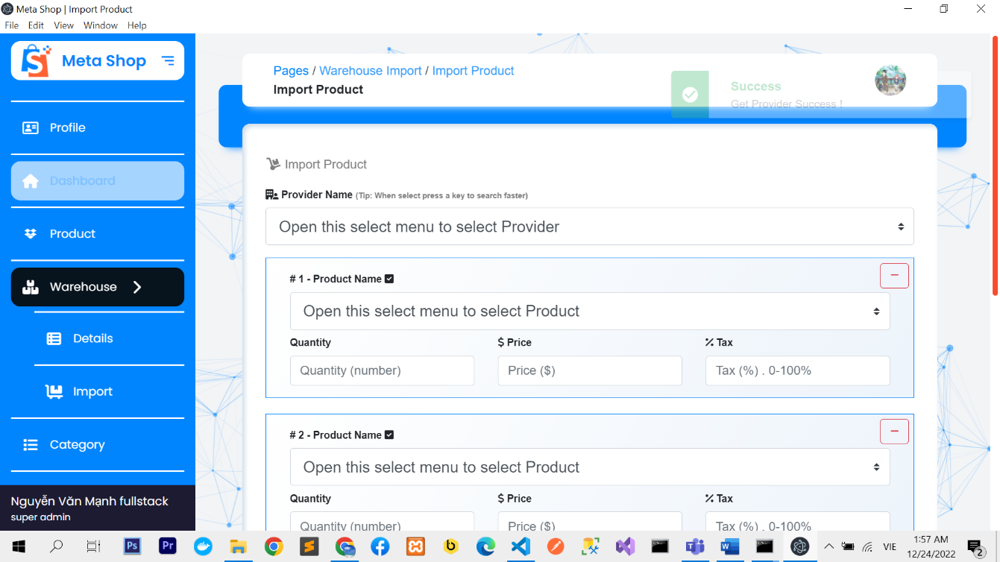 Meta Shop | Import Product
File Edit View Window Help
Meta Shop
Profile
Dashboard
Product
Warehouse
Details
Import
Category
Nguyễn Văn Mạnh fullstack
super admin
Pages / Warehouse Import / Import Product
Import Product
Success
Get Provider Success !
Import Product
Provider Name (Tip: When select press a key to search faster)
Open this select menu to select Provider
# 1 - Product Name
Open this select menu to select Product
Quantity $ Price % Tax
Quantity (number) Price ($) Tax (%) . 0-100%
# 2 - Product Name
Open this select menu to select Product
Quantity $ Price % Tax
Quantity (number) Price ($) Tax (%) . 0-100%
Ps Pr VIE 1:57 AM
12/24/2022 2